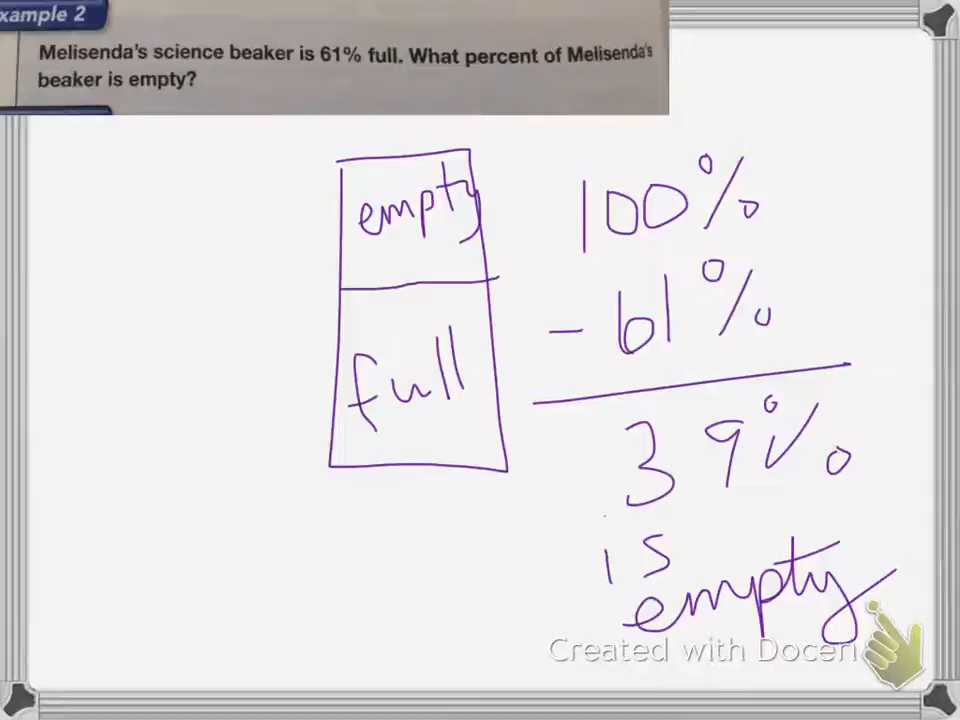 xample 2
Melisenda's science beaker is 61% full. What percent of Melisenda's
beaker is empty?
empty
full
100%
- 61%
39%
is
empty
Created with Doceri